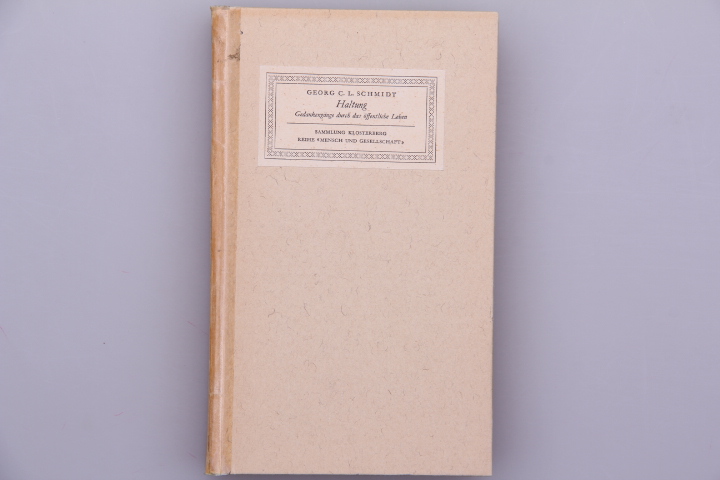 GEORG C. L. SCHMIDT
Haltung
Gedankengänge durch das öffentliche Leben
SAMMLUNG KLOSTERBERG
REIHE «MENSCH UND GESELLSCHAFT»